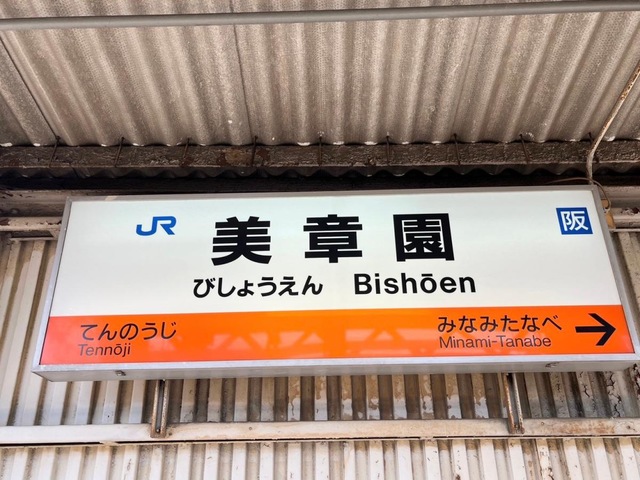 JR 美章園 阪
びしょうえん Bishōen
てんのうじ みなみたなべ →
Tennōji Minami-Tanabe